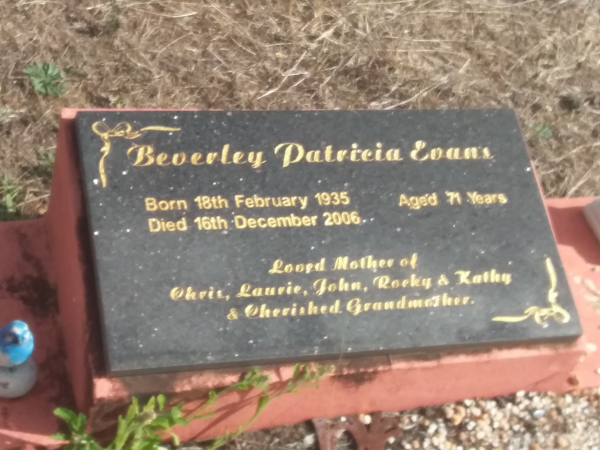 Beverley Patricia Evans
Born 18th February 1935 Aged 71 Years
Died 16th December 2006
Loved Mother of
Chris, Laurie, John, Rocky & Kathy
& Cherished Grandmother.